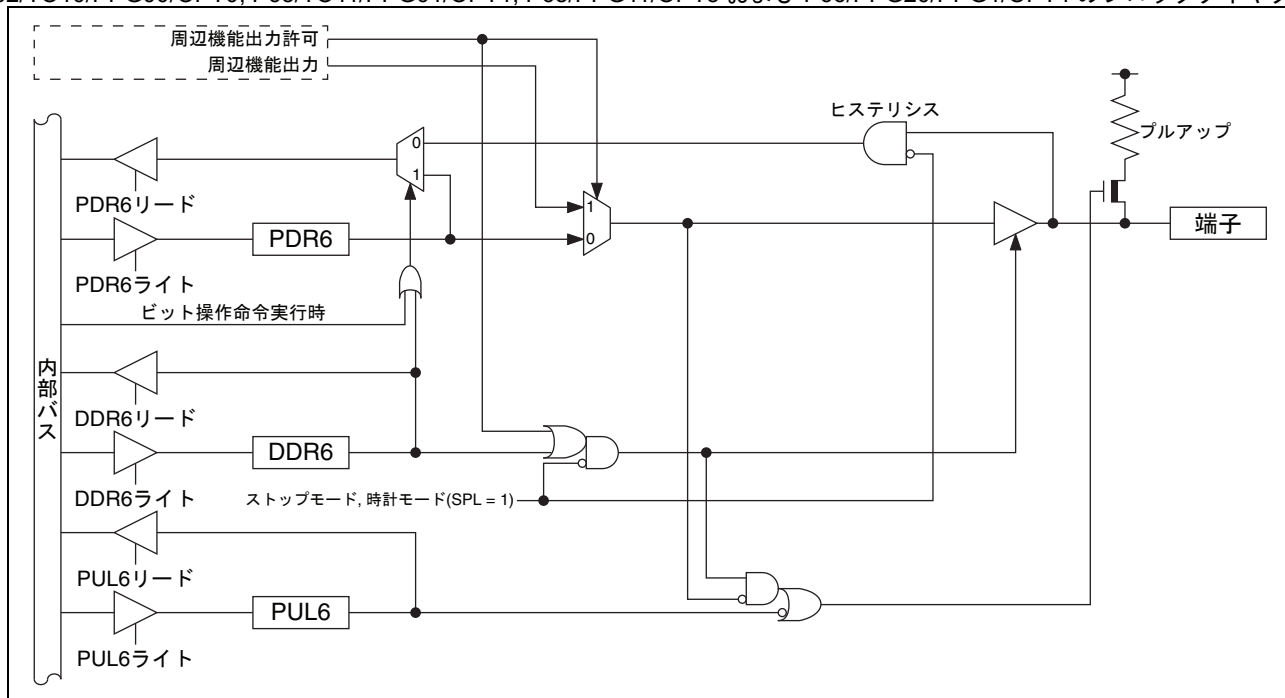 周辺機能出力許可
周辺機能出力
ヒステリシス
プルアップ
0
1
PDR6リード
1
0
PDR6
端子
PDR6ライト
ビット操作命令実行時
内部バス
DDR6リード
DDR6
DDR6ライト
ストップモード, 時計モード(SPL = 1)
PUL6リード
PUL6
PUL6ライト